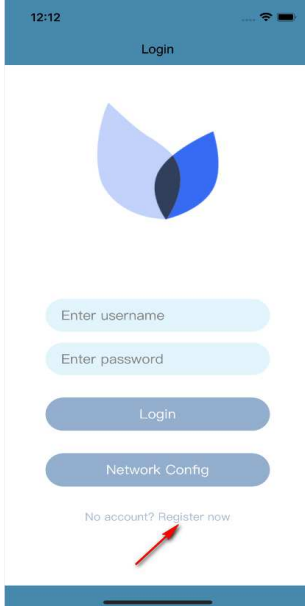 12:12
Login
Enter username
Enter password
Login
Network Config
No account? Register now